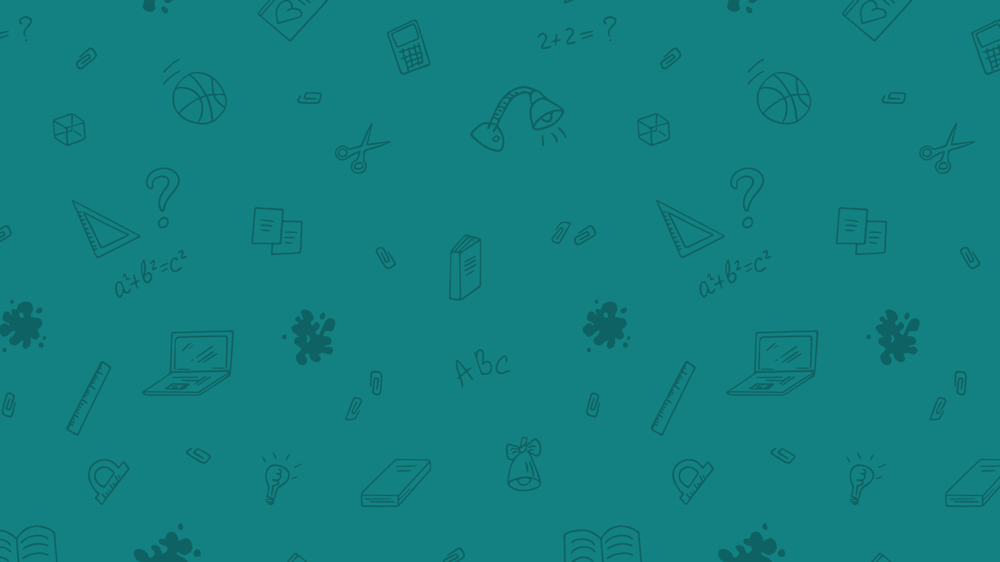 = ?
2+2= ?
a²+b²=c²
a²+b²=c²
ABC